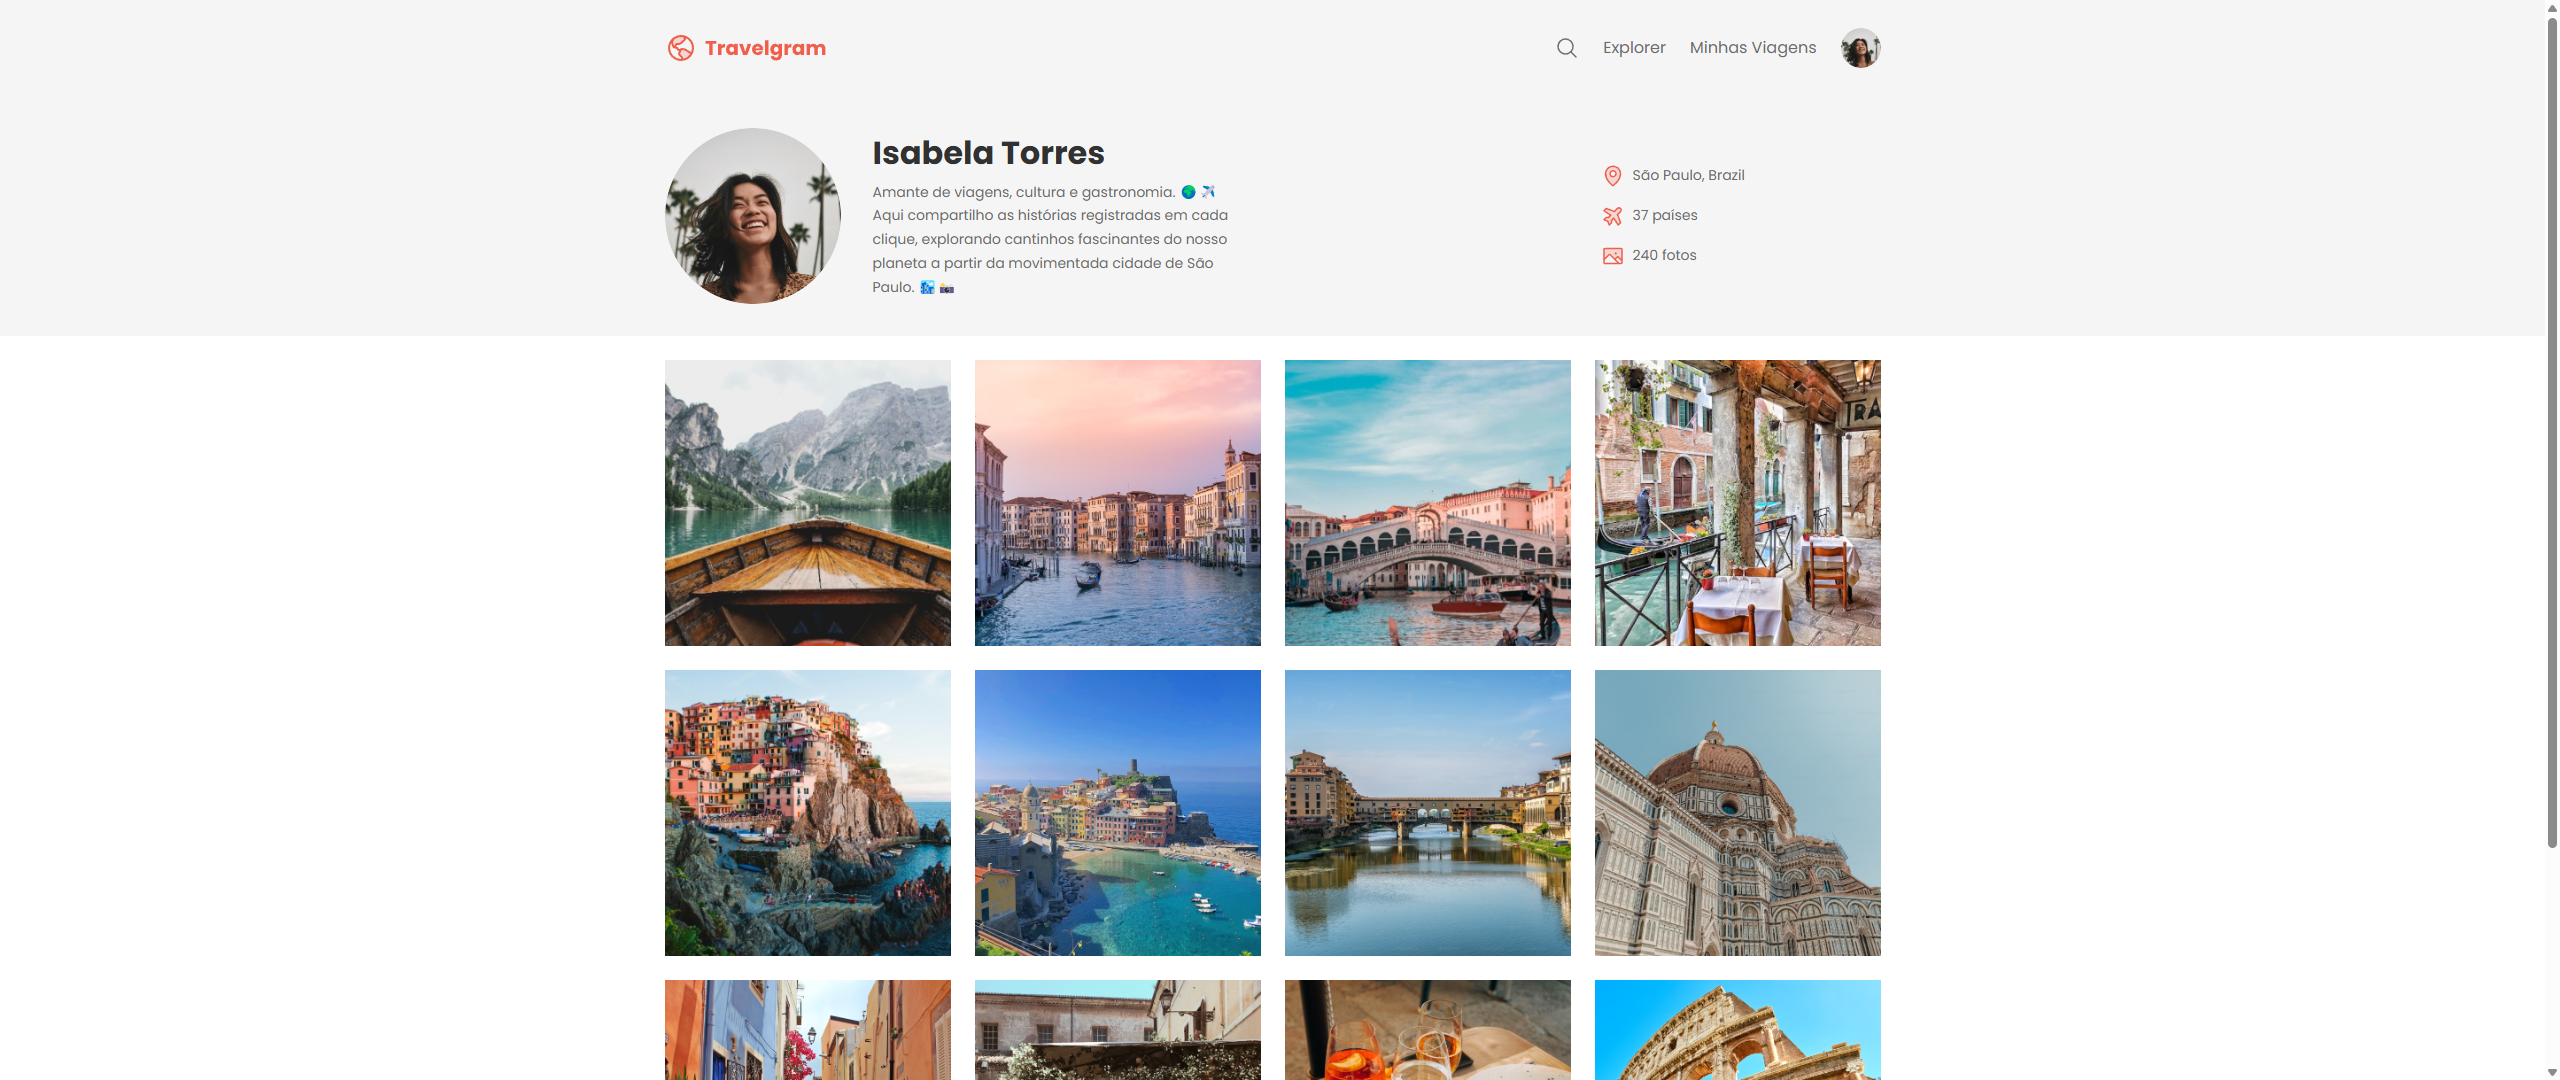 Travelgram
Explorer
Minhas Viagens
Isabela Torres
Amante de viagens, cultura e gastronomia. 🌍 ✈️
Aqui compartilho as histórias registradas em cada
clique, explorando cantinhos fascinantes do nosso
planeta a partir da movimentada cidade de São
Paulo. 🏙️ 📸
São Paulo, Brazil
37 países
240 fotos
TRA